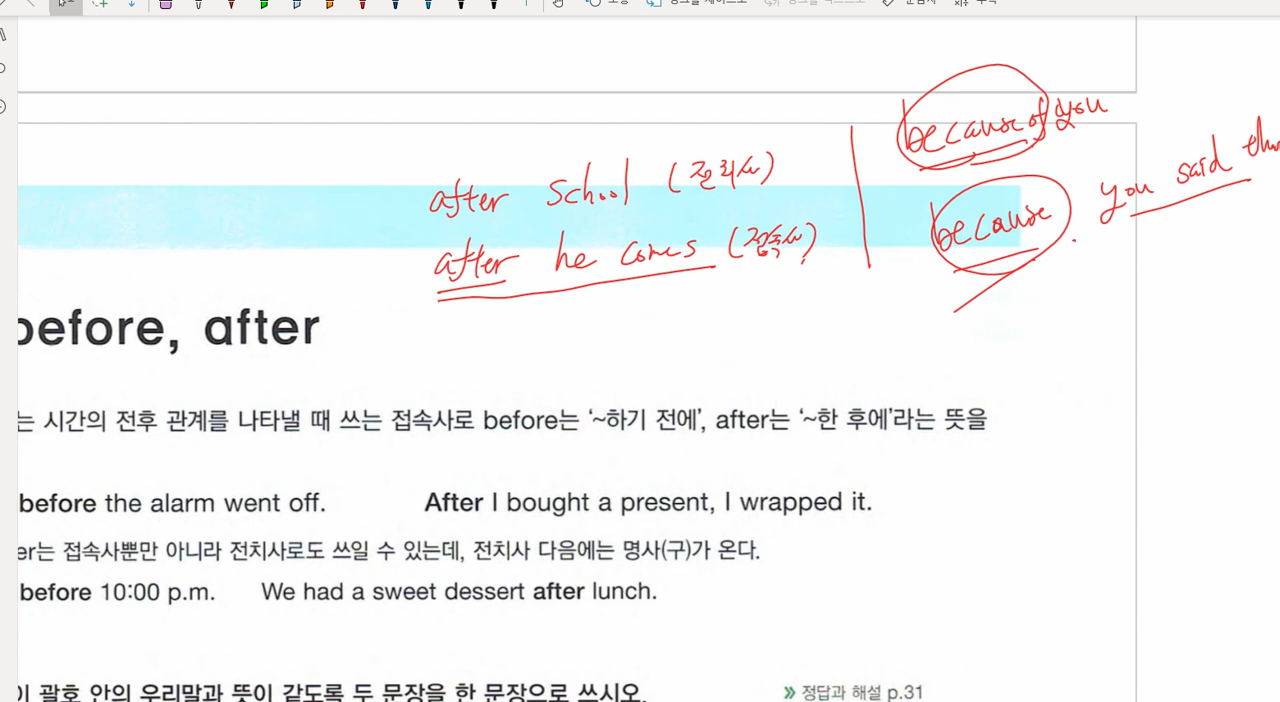 because of you
after school (전치사)
you said
because
after he comes (접속사)
before, after
는 시간의 전후 관계를 나타낼 때 쓰는 접속사로 before는 '~하기 전에', after는 '~한 후에'라는 뜻을
before the alarm went off. After I bought a present, I wrapped it.
er는 접속사뿐만 아니라 전치사로도 쓰일 수 있는데, 전치사 다음에는 명사(구)가 온다.
before 10:00 p.m. We had a sweet dessert after lunch.
괄호 안의 우리말과 뜻이 같도록 두 문장을 한 문장으로 쓰시오.
» 정답과 해설 p.31